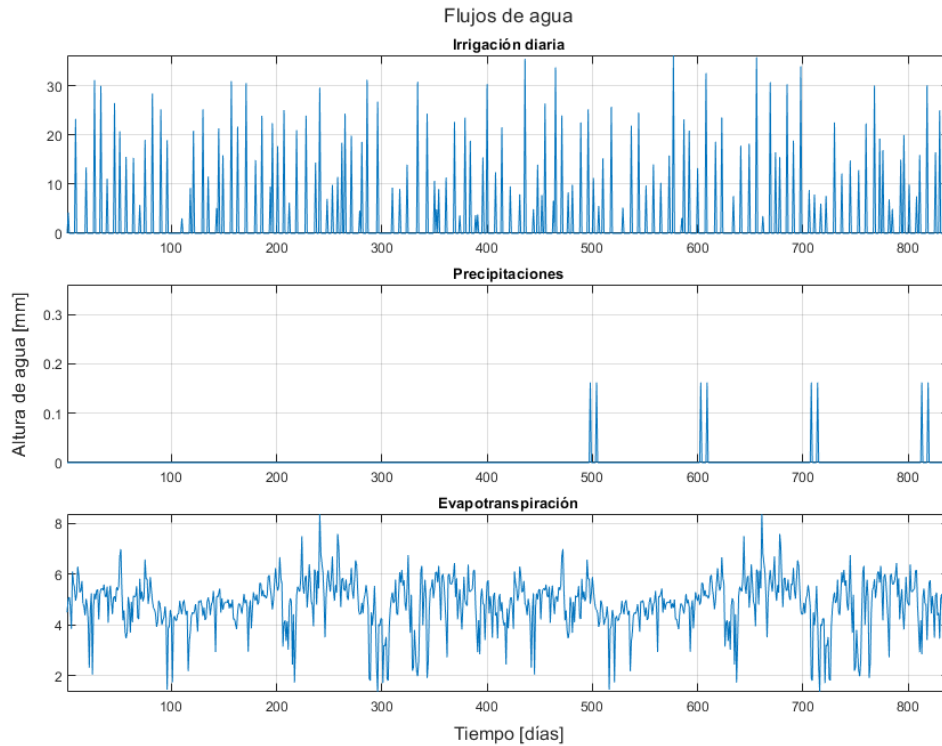 Flujos de agua
Irrigación diaria
30
20
10
0
100 200 300 400 500 600 700 800
Precipitaciones
Altura de agua [mm]
0.3
0.2
0.1
0
100 200 300 400 500 600 700 800
Evapotranspiración
8
6
4
2
100 200 300 400 500 600 700 800
Tiempo [días]